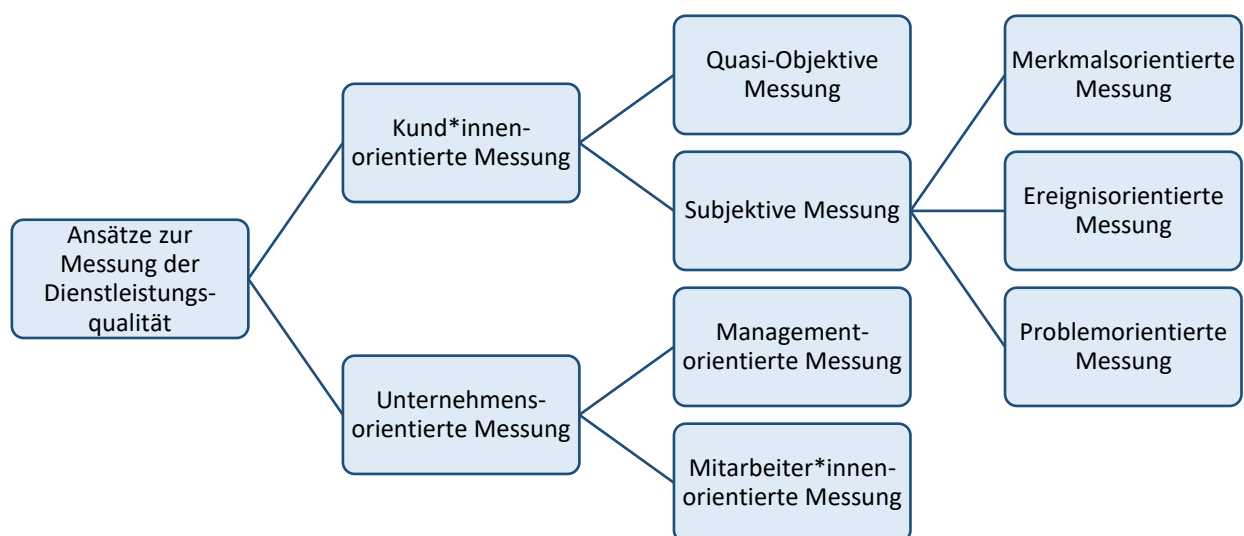 Ansätze zur
Messung der
Dienstleistungs-
qualität
Kund*innen-
orientierte Messung
Quasi-Objektive
Messung
Subjektive Messung
Merkmalsorientierte
Messung
Ereignisorientierte
Messung
Problemorientierte
Messung
Unternehmens-
orientierte Messung
Management-
orientierte Messung
Mitarbeiter*innen-
orientierte Messung